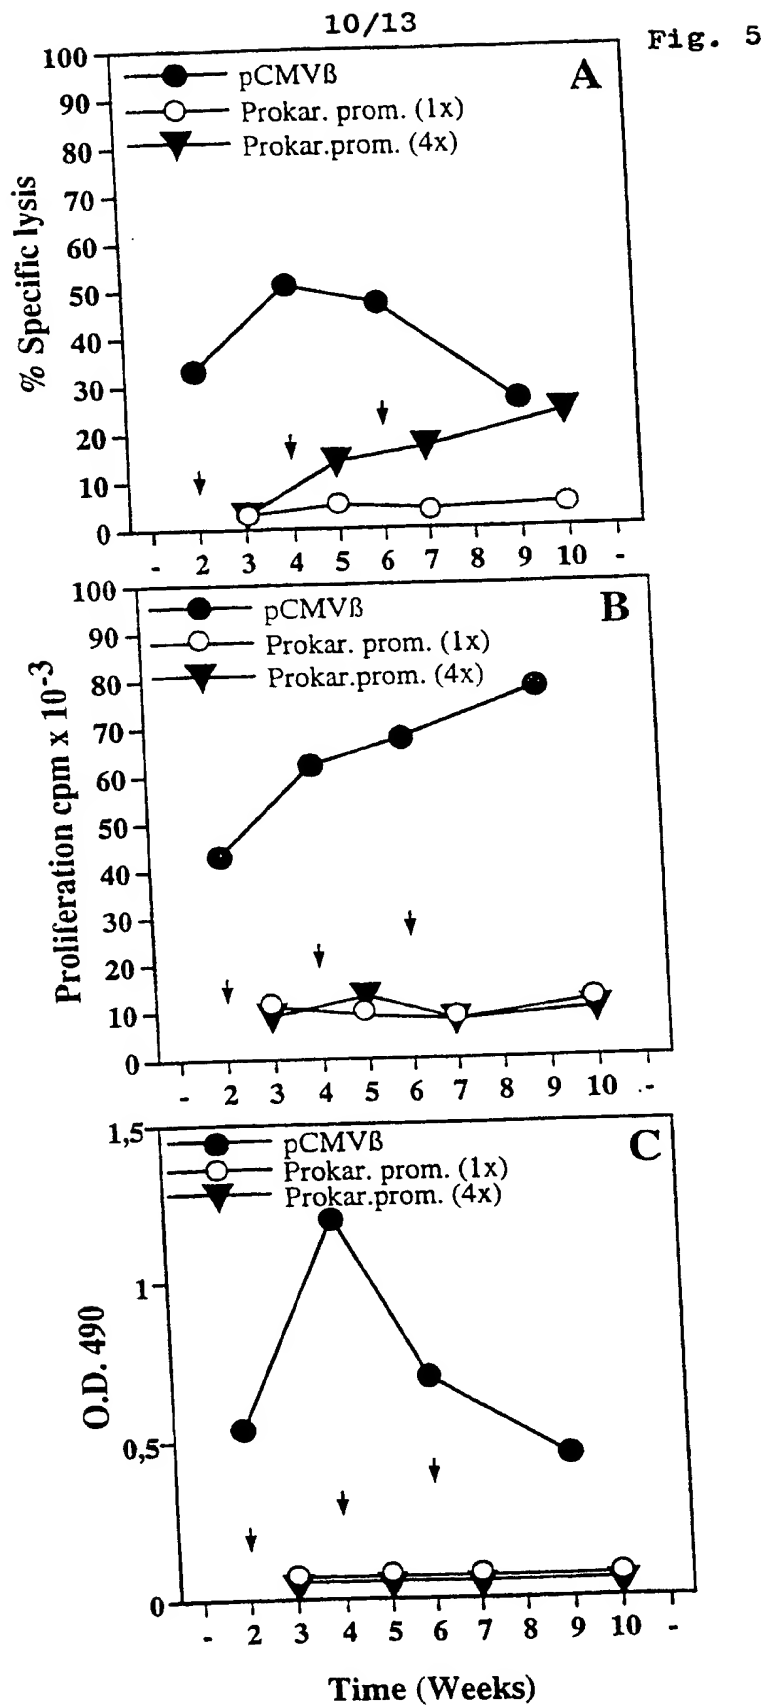 10/13
Fig. 5
A
pCMVß
Prokar. prom. (1x)
Prokar.prom. (4x)
% Specific lysis
100
90
80
70
60
50
40
30
20
10
0
- 2 3 4 5 6 7 8 9 10 -
B
pCMVß
Prokar. prom. (1x)
Prokar.prom. (4x)
Proliferation cpm x 10-3
100
90
80
70
60
50
40
30
20
10
0
- 2 3 4 5 6 7 8 9 10 -
C
pCMVß
Prokar. prom. (1x)
Prokar.prom. (4x)
O.D. 490
1,5
1
0,5
0
- 2 3 4 5 6 7 8 9 10 -
Time (Weeks)